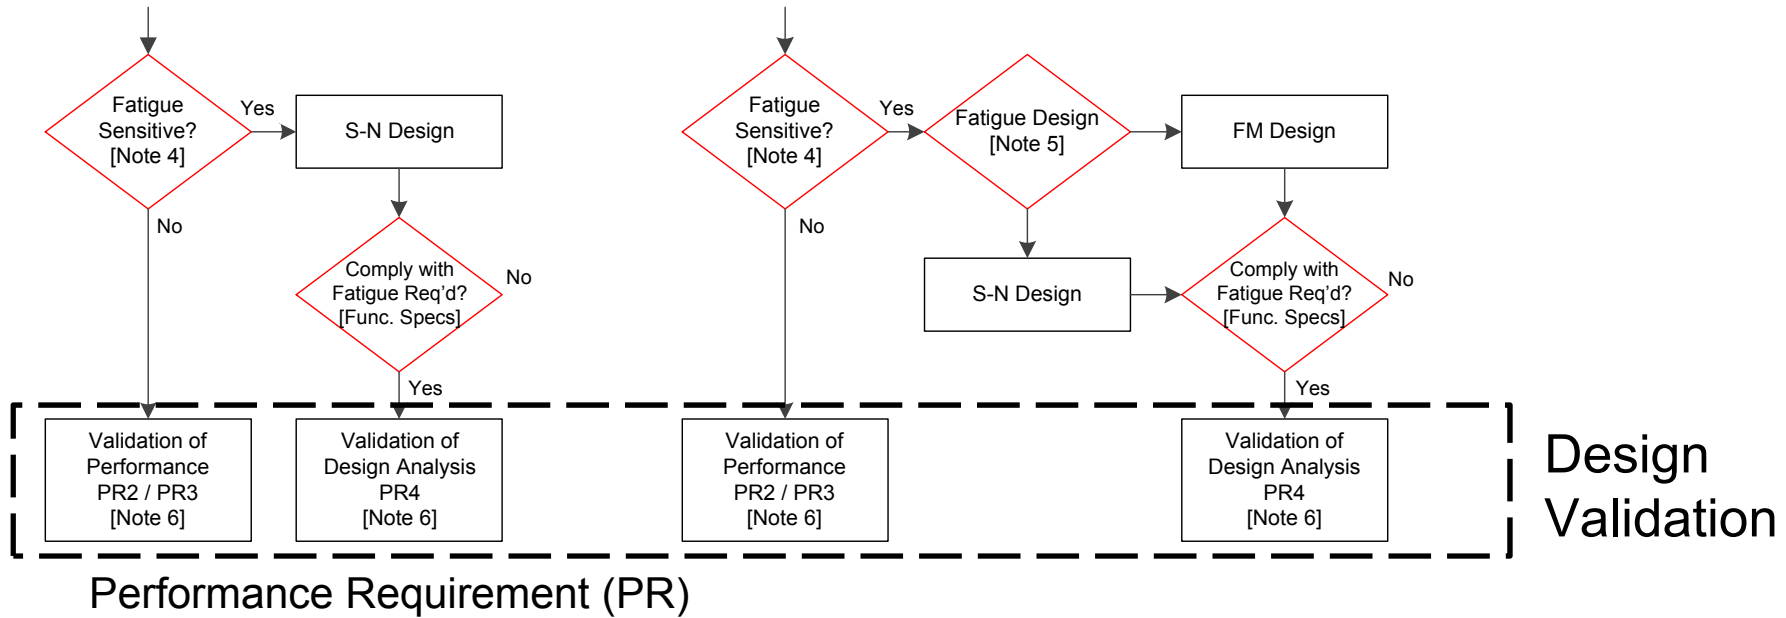 Fatigue
Sensitive?
[Note 4]
Yes
S-N Design
No
Comply with
Fatigue Req'd?
[Func. Specs]
No
Yes
Validation of
Performance
PR2 / PR3
[Note 6]
Validation of
Design Analysis
PR4
[Note 6]
Fatigue
Sensitive?
[Note 4]
Yes
Fatigue Design
[Note 5]
FM Design
No
S-N Design
Comply with
Fatigue Req'd?
[Func. Specs]
No
Yes
Validation of
Performance
PR2 / PR3
[Note 6]
Validation of
Design Analysis
PR4
[Note 6]
Design
Validation
Performance Requirement (PR)